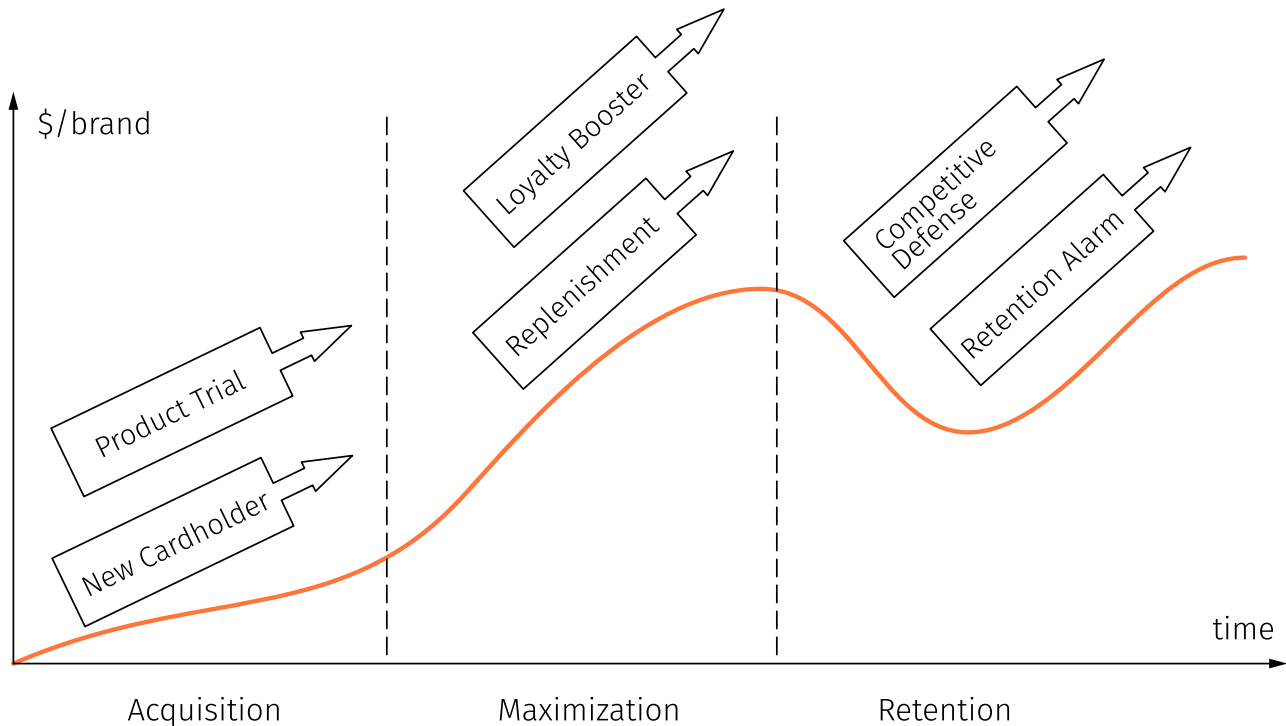 $/brand
Product Trial
New Cardholder
Loyalty Booster
Replenishment
Competitive
Defense
Retention Alarm
time
Acquisition
Maximization
Retention